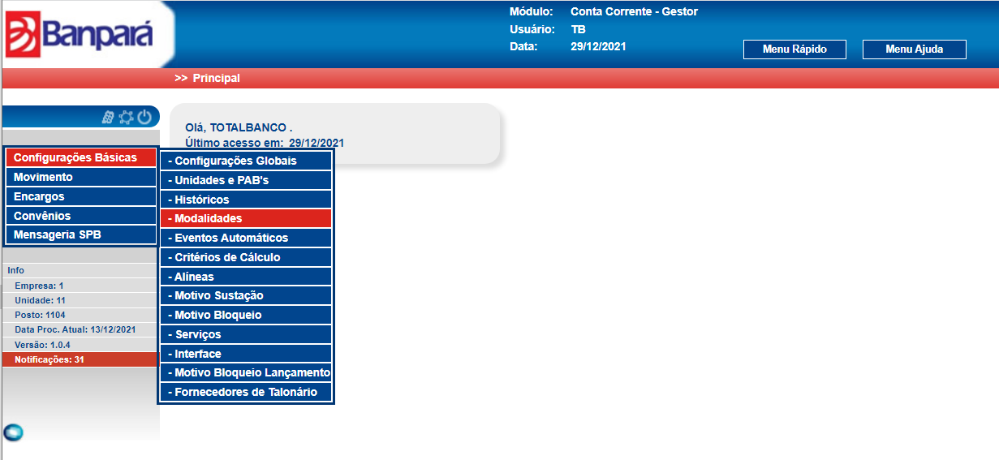 Banpará
Módulo: Conta Corrente - Gestor
Usuário: TB
Data: 29/12/2021
Menu Rápido
Menu Ajuda
>> Principal
Olá, TOTALBANCO .
Último acesso em: 29/12/2021
Configurações Básicas
Movimento
Encargos
Convênios
Mensageria SPB
- Configurações Globais
- Unidades e PAB's
- Históricos
- Modalidades
- Eventos Automáticos
- Critérios de Cálculo
- Alíneas
- Motivo Sustação
- Motivo Bloqueio
- Serviços
- Interface
- Motivo Bloqueio Lançamento
- Fornecedores de Talonário
Info
Empresa: 1
Unidade: 11
Posto: 1104
Data Proc. Atual: 13/12/2021
Versão: 1.0.4
Notificações: 31